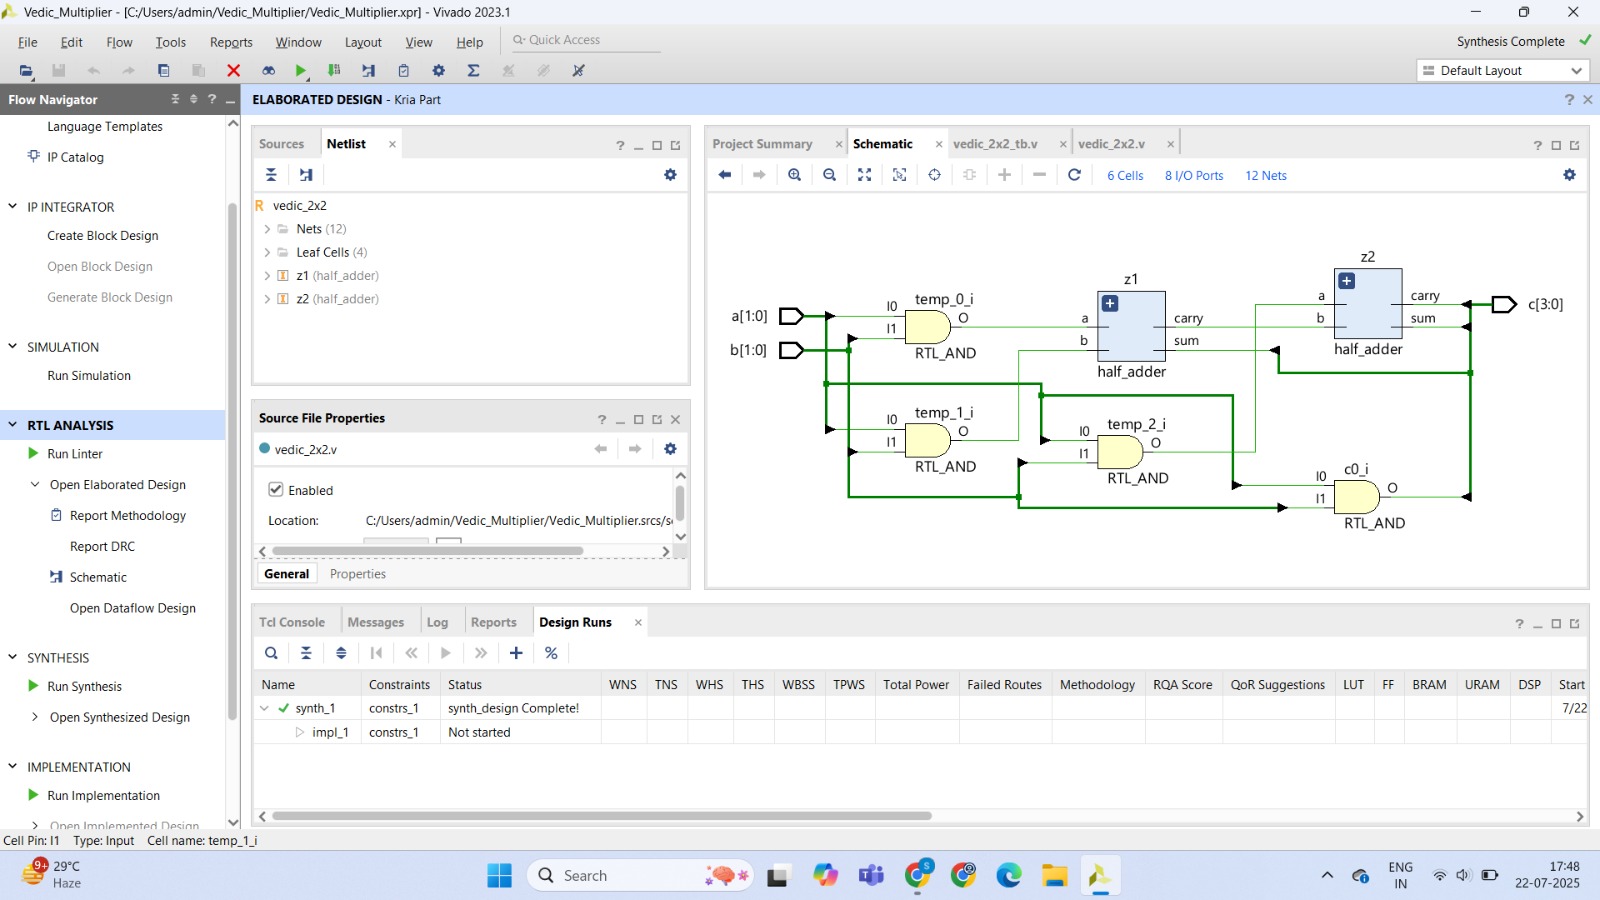 Vedic_Multiplier - [C:/Users/admin/Vedic_Multiplier/Vedic_Multiplier.xpr] - Vivado 2023.1
File Edit Flow Tools Reports Window Layout View Help Quick Access
Synthesis Complete
Default Layout
Flow Navigator
ELABORATED DESIGN - Kria Part
Language Templates
IP Catalog
IP INTEGRATOR
Create Block Design
Open Block Design
Generate Block Design
SIMULATION
Run Simulation
RTL ANALYSIS
Run Linter
Open Elaborated Design
Report Methodology
Report DRC
Schematic
Open Dataflow Design
SYNTHESIS
Run Synthesis
Open Synthesized Design
IMPLEMENTATION
Run Implementation
Open Implemented Design
Sources Netlist
vedic_2x2
Nets (12)
Leaf Cells (4)
z1 (half_adder)
z2 (half_adder)
Source File Properties
vedic_2x2.v
Enabled
Location: C:/Users/admin/Vedic_Multiplier/Vedic_Multiplier.srcs/s
General Properties
Project Summary Schematic vedic_2x2_tb.v vedic_2x2.v
6 Cells 8 I/O Ports 12 Nets
a[1:0]
b[1:0]
temp_0_i
I0
I1
O
RTL_AND
temp_1_i
I0
I1
O
RTL_AND
z1
a
b
carry
sum
half_adder
temp_2_i
I0
I1
O
RTL_AND
z2
a
b
carry
sum
half_adder
c0_i
I0
I1
O
RTL_AND
c[3:0]
Tcl Console Messages Log Reports Design Runs
Name Constraints Status WNS TNS WHS THS WBSS TPWS Total Power Failed Routes Methodology RQA Score QoR Suggestions LUT FF BRAM URAM DSP Start
synth_1 constrs_1 synth_design Complete! 7/22
impl_1 constrs_1 Not started
Cell Pin: I1 Type: Input Cell name: temp_1_i
9+
29°C
Haze
Search
ENG
IN
17:48
22-07-2025